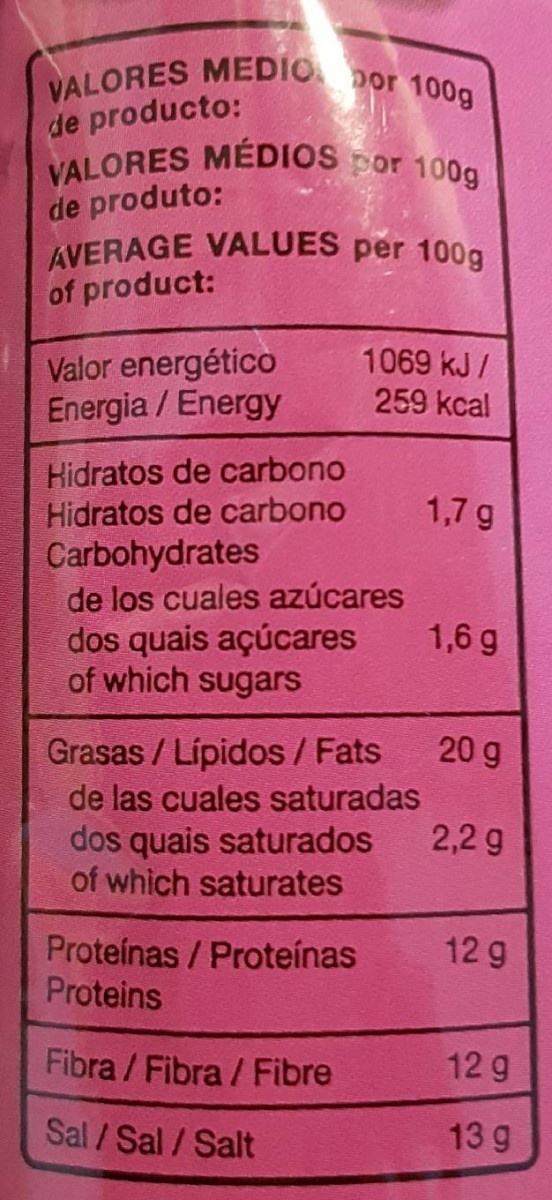 VALORES MEDIOS por 100g
de producto:
VALORES MÉDIOS por 100g
de produto:
AVERAGE VALUES per 100g
of product:
Valor energético 1069 kJ /
Energia / Energy 259 kcal
Hidratos de carbono
Hidratos de carbono 1,7 g
Carbohydrates
de los cuales azúcares
dos quais açúcares 1,6 g
of which sugars
Grasas / Lípidos / Fats 20 g
de las cuales saturadas
dos quais saturados 2,2 g
of which saturates
Proteínas / Proteínas 12 g
Proteins
Fibra / Fibra / Fibre 12 g
Sal / Sal / Salt 13 g